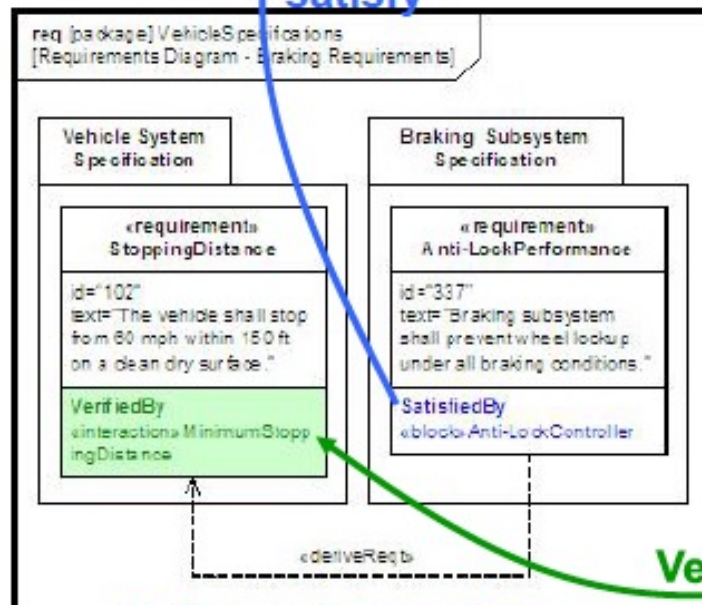 satisfy
req [package] VehicleSpecifications
[Requirements Diagram - Braking Requirements]
Vehicle System
Specification
Braking Subsystem
Specification
«requirement»
StoppingDistance
id="102"
text="The vehicle shall stop
from 60 mph within 150 ft
on a clean dry surface."
VerifiedBy
«interaction» MinimumStopp
ingDistance
«requirement»
Anti-LockPerformance
id="337"
text="Braking subsystem
shall prevent wheel lockup
under all braking conditions."
SatisfiedBy
«block» Anti-LockController
«deriveReqt»
Ve